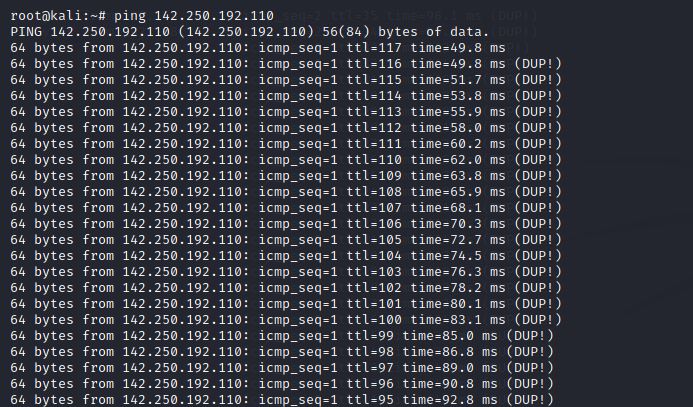 root@kali:~# ping 142.250.192.110
PING 142.250.192.110 (142.250.192.110) 56(84) bytes of data.
64 bytes from 142.250.192.110: icmp_seq=1 ttl=117 time=49.8 ms
64 bytes from 142.250.192.110: icmp_seq=1 ttl=116 time=49.8 ms (DUP!)
64 bytes from 142.250.192.110: icmp_seq=1 ttl=115 time=51.7 ms (DUP!)
64 bytes from 142.250.192.110: icmp_seq=1 ttl=114 time=53.8 ms (DUP!)
64 bytes from 142.250.192.110: icmp_seq=1 ttl=113 time=55.9 ms (DUP!)
64 bytes from 142.250.192.110: icmp_seq=1 ttl=112 time=58.0 ms (DUP!)
64 bytes from 142.250.192.110: icmp_seq=1 ttl=111 time=60.2 ms (DUP!)
64 bytes from 142.250.192.110: icmp_seq=1 ttl=110 time=62.0 ms (DUP!)
64 bytes from 142.250.192.110: icmp_seq=1 ttl=109 time=63.8 ms (DUP!)
64 bytes from 142.250.192.110: icmp_seq=1 ttl=108 time=65.9 ms (DUP!)
64 bytes from 142.250.192.110: icmp_seq=1 ttl=107 time=68.1 ms (DUP!)
64 bytes from 142.250.192.110: icmp_seq=1 ttl=106 time=70.3 ms (DUP!)
64 bytes from 142.250.192.110: icmp_seq=1 ttl=105 time=72.7 ms (DUP!)
64 bytes from 142.250.192.110: icmp_seq=1 ttl=104 time=74.5 ms (DUP!)
64 bytes from 142.250.192.110: icmp_seq=1 ttl=103 time=76.3 ms (DUP!)
64 bytes from 142.250.192.110: icmp_seq=1 ttl=102 time=78.2 ms (DUP!)
64 bytes from 142.250.192.110: icmp_seq=1 ttl=101 time=80.1 ms (DUP!)
64 bytes from 142.250.192.110: icmp_seq=1 ttl=100 time=83.1 ms (DUP!)
64 bytes from 142.250.192.110: icmp_seq=1 ttl=99 time=85.0 ms (DUP!)
64 bytes from 142.250.192.110: icmp_seq=1 ttl=98 time=86.8 ms (DUP!)
64 bytes from 142.250.192.110: icmp_seq=1 ttl=97 time=89.0 ms (DUP!)
64 bytes from 142.250.192.110: icmp_seq=1 ttl=96 time=90.8 ms (DUP!)
64 bytes from 142.250.192.110: icmp_seq=1 ttl=95 time=92.8 ms (DUP!)